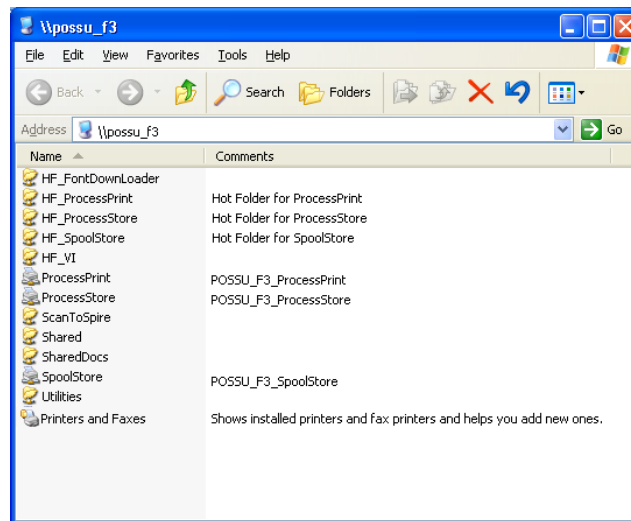 \\possu_f3
File Edit View Favorites Tools Help
Back Search Folders
Address \\possu_f3 Go
Name Comments
HF_FontDownLoader
HF_ProcessPrint Hot Folder for ProcessPrint
HF_ProcessStore Hot Folder for ProcessStore
HF_SpoolStore Hot Folder for SpoolStore
HF_VI
ProcessPrint POSSU_F3_ProcessPrint
ProcessStore POSSU_F3_ProcessStore
ScanToSpire
Shared
SharedDocs
SpoolStore POSSU_F3_SpoolStore
Utilities
Printers and Faxes Shows installed printers and fax printers and helps you add new ones.